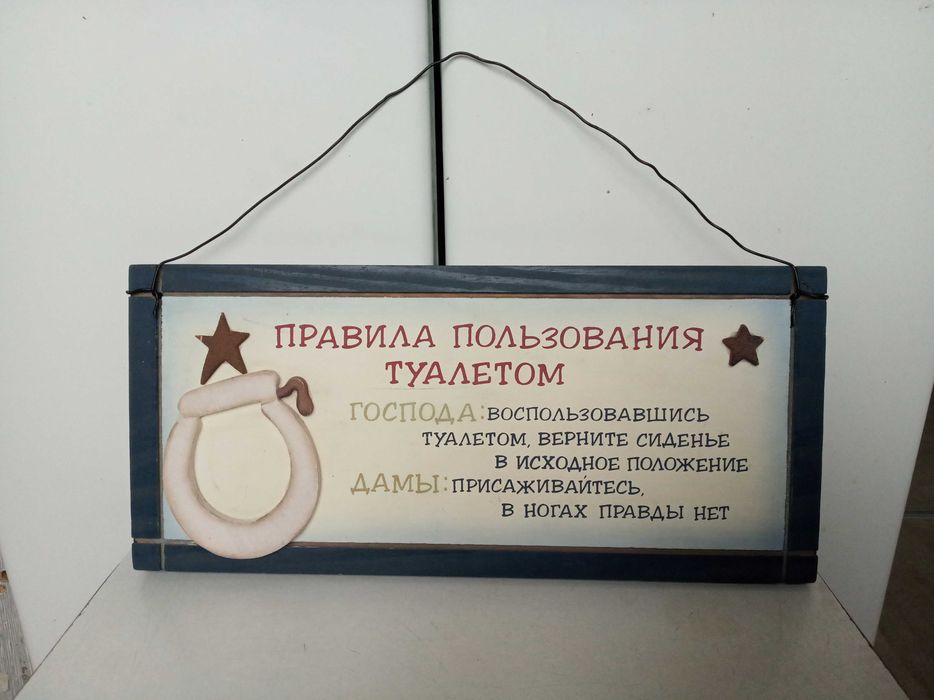 ПРАВИЛА ПОЛЬЗОВАНИЯ
ТУАЛЕТОМ
ГОСПОДА: ВОСПОЛЬЗОВАВШИСЬ
ТУАЛЕТОМ, ВЕРНИТЕ СИДЕНЬЕ
В ИСХОДНОЕ ПОЛОЖЕНИЕ
ДАМЫ: ПРИСАЖИВАЙТЕСЬ,
В НОГАХ ПРАВДЫ НЕТ